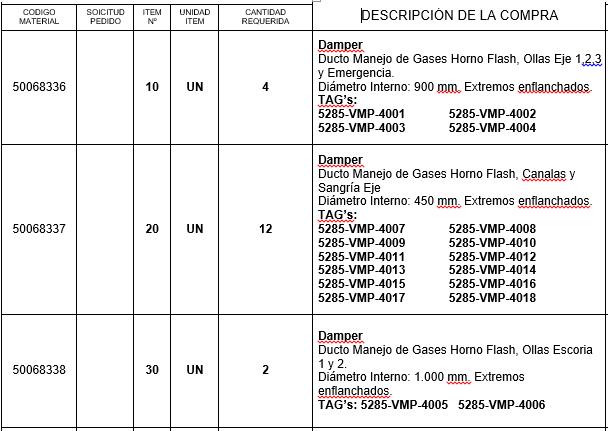 CODIGO MATERIAL
SOICITUD PEDIDO
ITEM Nº
UNIDAD ITEM
CANTIDAD REQUERIDA
DESCRIPCIÓN DE LA COMPRA
50068336
10
UN
4
Damper
Ducto Manejo de Gases Horno Flash, Ollas Eje 1,2,3
y Emergencia.
Diámetro Interno: 900 mm. Extremos enflanchados.
TAG's:
5285-VMP-4001 5285-VMP-4002
5285-VMP-4003 5285-VMP-4004
50068337
20
UN
12
Damper
Ducto Manejo de Gases Horno Flash, Canalas y
Sangría Eje
Diámetro Interno: 450 mm. Extremos enflanchados.
TAG's:
5285-VMP-4007 5285-VMP-4008
5285-VMP-4009 5285-VMP-4010
5285-VMP-4011 5285-VMP-4012
5285-VMP-4013 5285-VMP-4014
5285-VMP-4015 5285-VMP-4016
5285-VMP-4017 5285-VMP-4018
50068338
30
UN
2
Damper
Ducto Manejo de Gases Horno Flash, Ollas Escoria
1 y 2.
Diámetro Interno: 1.000 mm. Extremos
enflanchados.
TAG's: 5285-VMP-4005 5285-VMP-4006